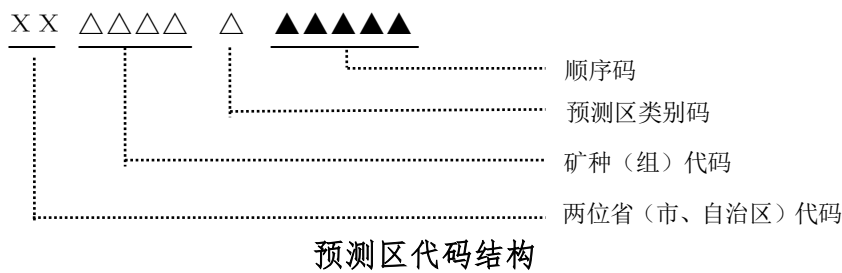 XX △△△△ △ ▲▲▲▲▲
顺序码
预测区类别码
矿种（组）代码
两位省（市、自治区）代码
预测区代码结构